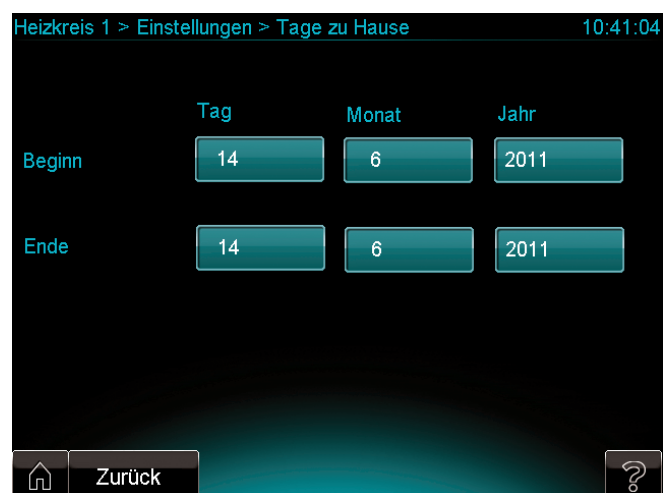 Heizkreis 1 > Einstellungen > Tage zu Hause 10:41:04
Tag Monat Jahr
Beginn 14 6 2011
Ende 14 6 2011
Zurück ?